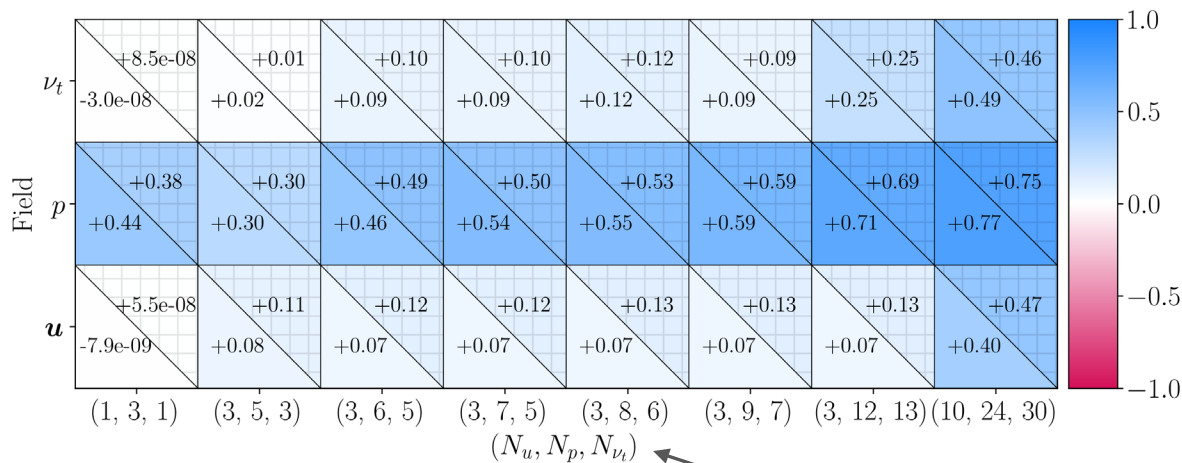 +8.5e-08 +0.01 +0.10 +0.10 +0.12 +0.09 +0.25 +0.46 1.0
ν_t
-3.0e-08 +0.02 +0.09 +0.09 +0.12 +0.09 +0.25 +0.49 0.5
Field
+0.38 +0.30 +0.49 +0.50 +0.53 +0.59 +0.69 +0.75
p 0.0
+0.44 +0.30 +0.46 +0.54 +0.55 +0.59 +0.71 +0.77
+5.5e-08 +0.11 +0.12 +0.12 +0.13 +0.13 +0.13 +0.47 −0.5
u
-7.9e-09 +0.08 +0.07 +0.07 +0.07 +0.07 +0.07 +0.40 −1.0
(1, 3, 1) (3, 5, 3) (3, 6, 5) (3, 7, 5) (3, 8, 6) (3, 9, 7) (3, 12, 13) (10, 24, 30)
(N_u, N_p, N_{ν_t})